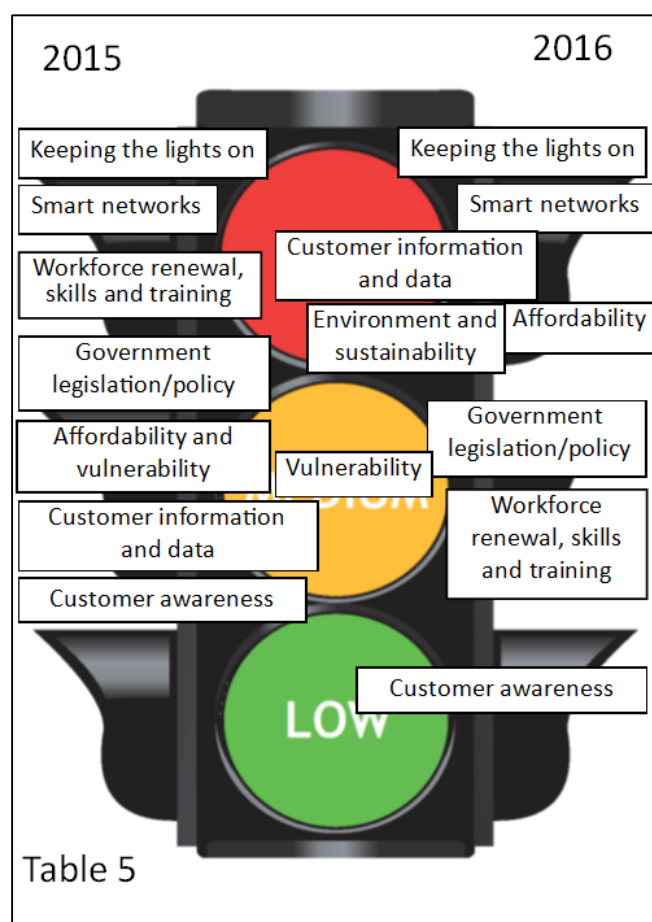 2015
2016
Keeping the lights on
Keeping the lights on
Smart networks
Smart networks
Customer information
and data
Workforce renewal,
skills and training
Environment and
sustainability
Affordability
Government
legislation/policy
Government
legislation/policy
Affordability and
vulnerability
Vulnerability
Customer information
and data
Workforce
renewal, skills
and training
Customer awareness
Customer awareness
LOW
Table 5